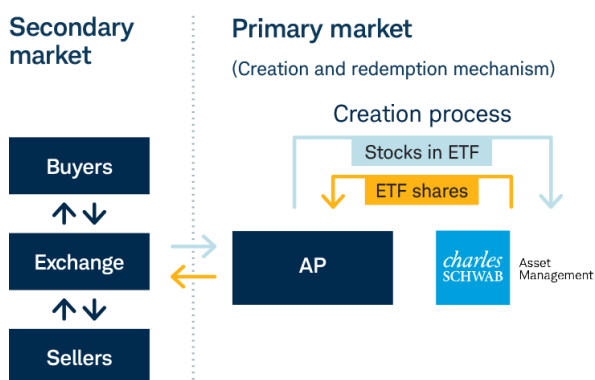 Secondary
market
Primary market
(Creation and redemption mechanism)
Creation process
Stocks in ETF
ETF shares
Buyers
Exchange
Sellers
AP
charles
SCHWAB
Asset
Management